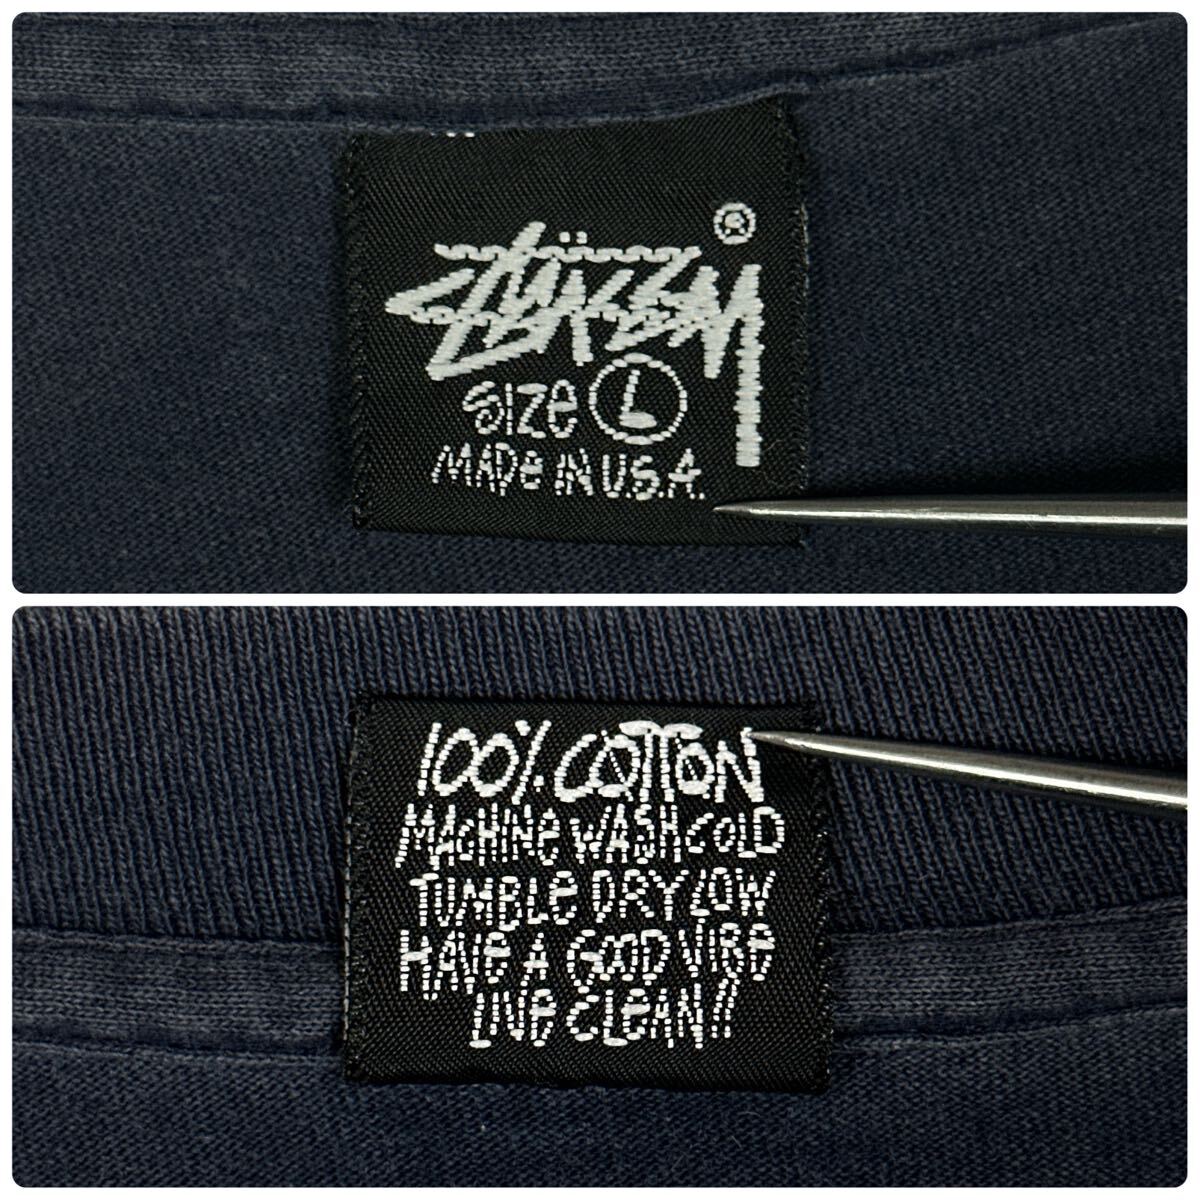 STÜSSY ®
SIZE L
MADE IN U.S.A.
100% COTTON
MACHINE WASH COLD
TUMBLE DRY LOW
HAVE A GOOD VIBE
LIVE CLEAN!!